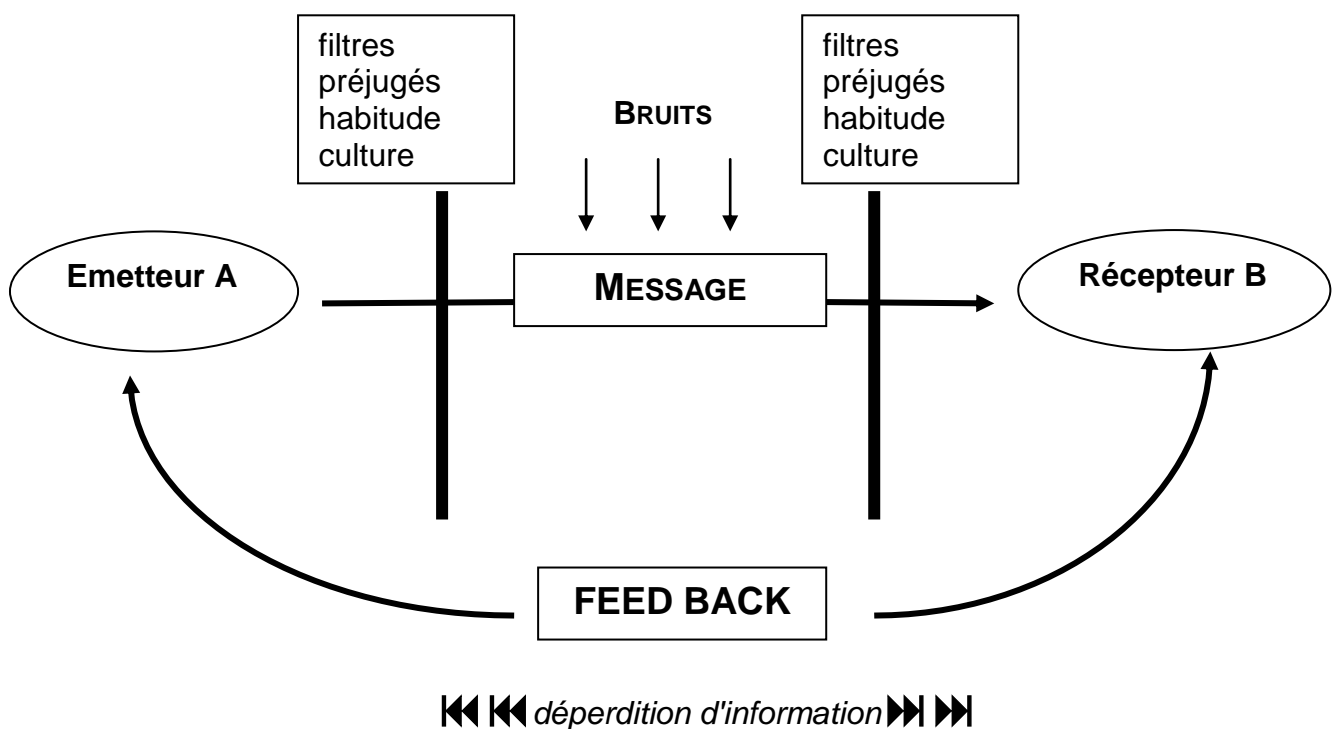 filtres
préjugés
habitude
culture
BRUITS
filtres
préjugés
habitude
culture
Emetteur A
MESSAGE
Récepteur B
FEED BACK
déperdition d'information